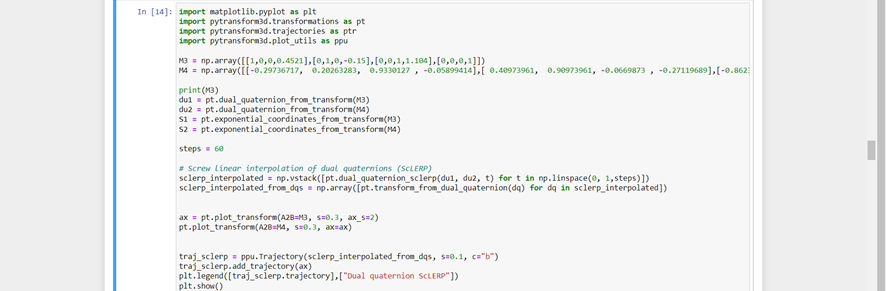 In [14]:
import matplotlib.pyplot as plt
import pytransform3d.transformations as pt
import pytransform3d.trajectories as ptr
import pytransform3d.plot_utils as ppu
M3 = np.array([[1,0,0,0.4521],[0,1,0,-0.15],[0,0,1,1.104],[0,0,0,1]])
M4 = np.array([[-0.29736717,  0.20263283,  0.9330127 , -0.05899414],[ 0.40973961,  0.90973961, -0.0669873 , -0.27119689],[-0.862
print(M3)
du1 = pt.dual_quaternion_from_transform(M3)
du2 = pt.dual_quaternion_from_transform(M4)
S1 = pt.exponential_coordinates_from_transform(M3)
S2 = pt.exponential_coordinates_from_transform(M4)
steps = 60
# Screw linear interpolation of dual quaternions (ScLERP)
sclerp_interpolated = np.vstack([pt.dual_quaternion_sclerp(du1, du2, t) for t in np.linspace(0, 1,steps)])
sclerp_interpolated_from_dqs = np.array([pt.transform_from_dual_quaternion(dq) for dq in sclerp_interpolated])
ax = pt.plot_transform(A2B=M3, s=0.3, ax_s=2)
pt.plot_transform(A2B=M4, s=0.3, ax=ax)
traj_sclerp = ppu.Trajectory(sclerp_interpolated_from_dqs, s=0.1, c="b")
traj_sclerp.add_trajectory(ax)
plt.legend([traj_sclerp.trajectory],["Dual quaternion ScLERP"])
plt.show()